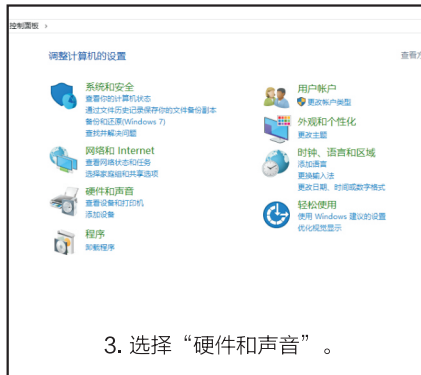 控制面板 ›
调整计算机的设置
查看方
系统和安全
查看你的计算机状态
通过文件历史记录保存你的文件备份副本
备份和还原(Windows 7)
查找并解决问题
网络和 Internet
查看网络状态和任务
选择家庭组和共享选项
硬件和声音
查看设备和打印机
添加设备
程序
卸载程序
用户帐户
更改帐户类型
外观和个性化
更改主题
时钟、语言和区域
添加语言
更换输入法
更改日期、时间或数字格式
轻松使用
使用 Windows 建议的设置
优化视觉显示
3. 选择“硬件和声音”。